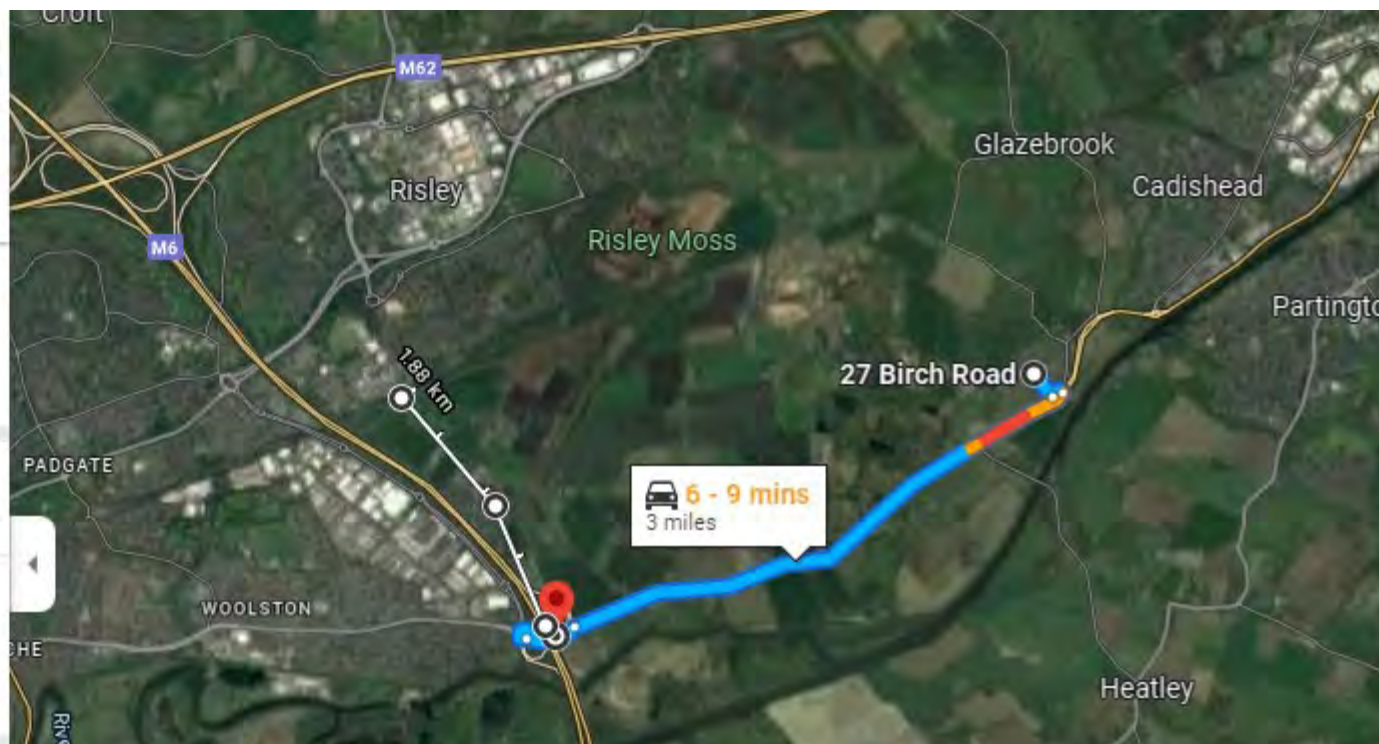 Croft
M62
Glazebrook
Cadishead
Risley
Risley Moss
M6
Partingto
1.88 km
27 Birch Road
PADGATE
6 - 9 mins
3 miles
WOOLSTON
CHE
Heatley
Riv